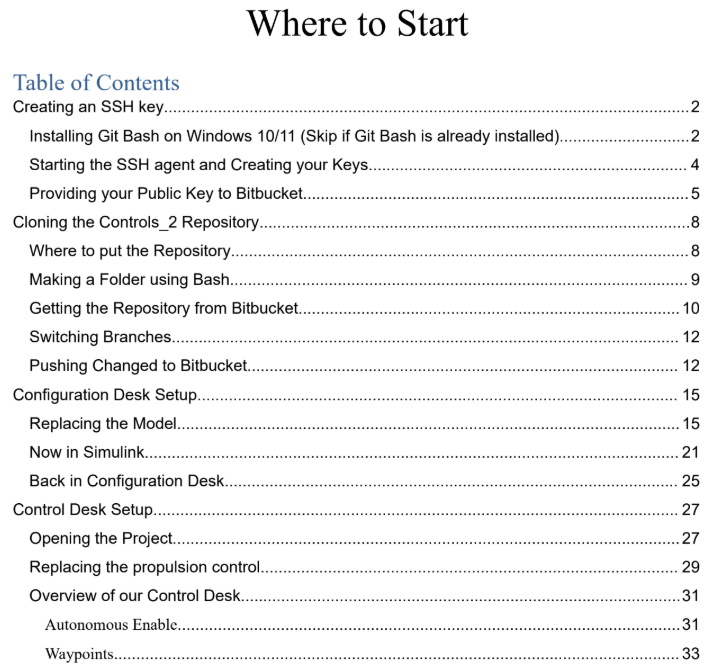 Where to Start
Table of Contents
Creating an SSH key....................2
Installing Git Bash on Windows 10/11 (Skip if Git Bash is already installed)....................2
Starting the SSH agent and Creating your Keys.................... 4
Providing your Public Key to Bitbucket....................5
Cloning the Controls_2 Repository....................8
Where to put the Repository....................8
Making a Folder using Bash.................... 9
Getting the Repository from Bitbucket.................... 10
Switching Branches.................... 12
Pushing Changed to Bitbucket.................... 12
Configuration Desk Setup.................... 15
Replacing the Model.................... 15
Now in Simulink.................... 21
Back in Configuration Desk.................... 25
Control Desk Setup.................... 27
Opening the Project.................... 27
Replacing the propulsion control.................... 29
Overview of our Control Desk.................... 31
Autonomous Enable.................... 31
Waypoints.................... 33